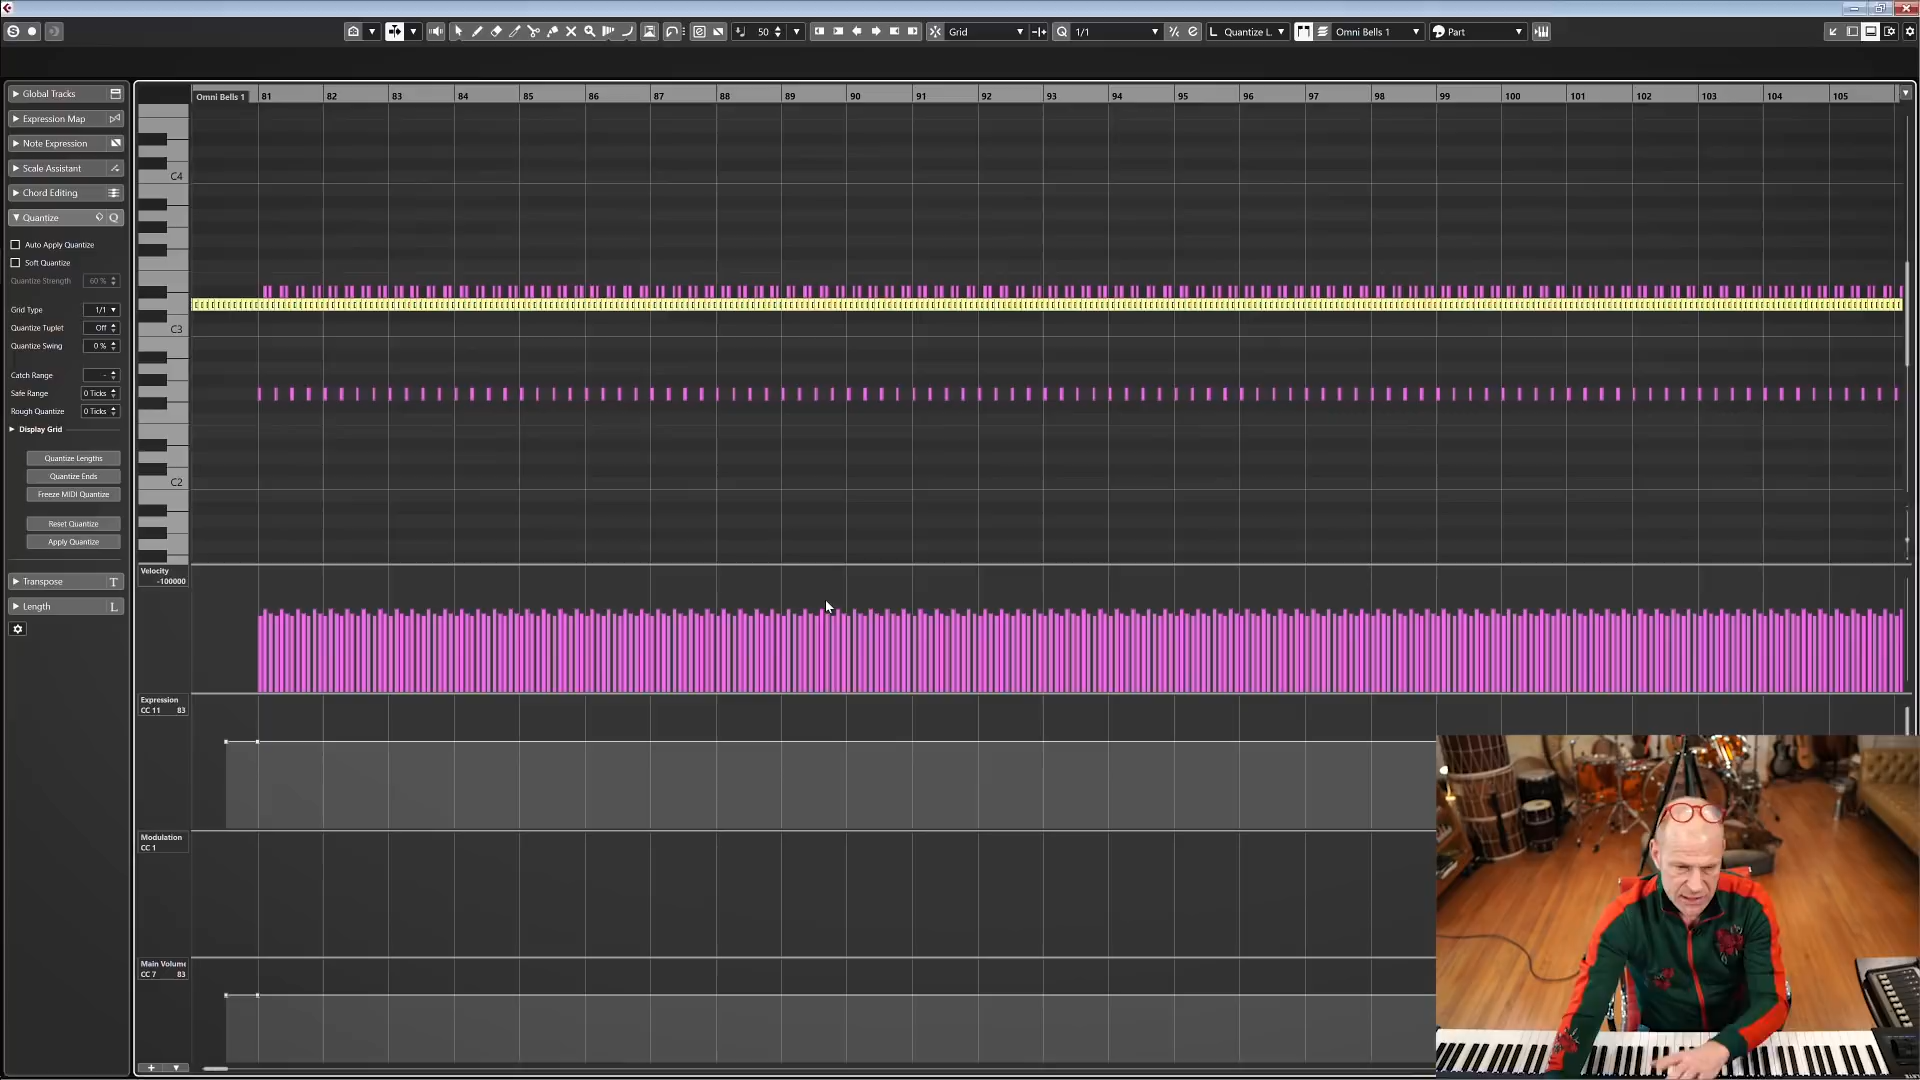 50
Grid
1/1
Quantize L.
Omni Bells 1
Part
Global Tracks
Expression Map
Note Expression
Scale Assistant
Chord Editing
Quantize
Auto Apply Quantize
Soft Quantize
Quantize Strength 60 %
Grid Type 1/1
Quantize Tuplet Off
Quantize Swing 0 %
Catch Range -
Safe Range 0 Ticks
Rough Quantize 0 Ticks
Display Grid
Quantize Lengths
Quantize Ends
Freeze MIDI Quantize
Reset Quantize
Apply Quantize
Transpose T
Length L
Omni Bells 1 81 82 83 84 85 86 87 88 89 90 91 92 93 94 95 96 97 98 99 100 101 102 103 104 105
C4
C3
C2
Velocity
-100000
Expression
CC 11 83
Modulation
CC 1
Main Volume
CC 7 83